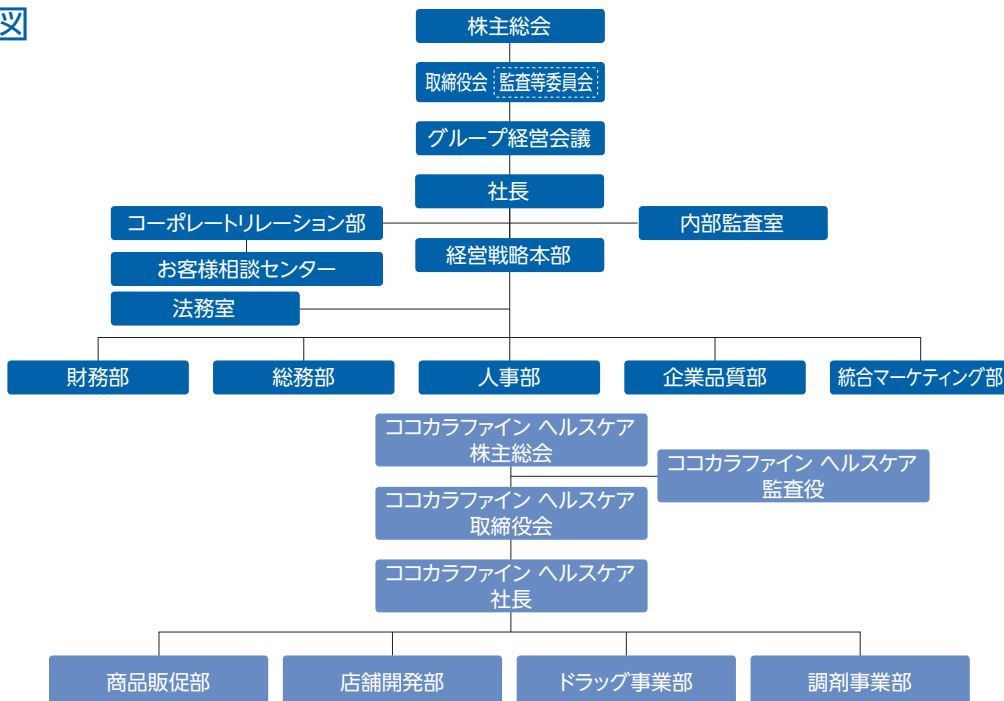 図
株主総会
取締役会 監査等委員会
グループ経営会議
社長
コーポレートリレーション部
内部監査室
お客様相談センター
経営戦略本部
法務室
財務部
総務部
人事部
企業品質部
統合マーケティング部
ココカラファイン ヘルスケア
株主総会
ココカラファイン ヘルスケア
監査役
ココカラファイン ヘルスケア
取締役会
ココカラファイン ヘルスケア
社長
商品販促部
店舗開発部
ドラッグ事業部
調剤事業部